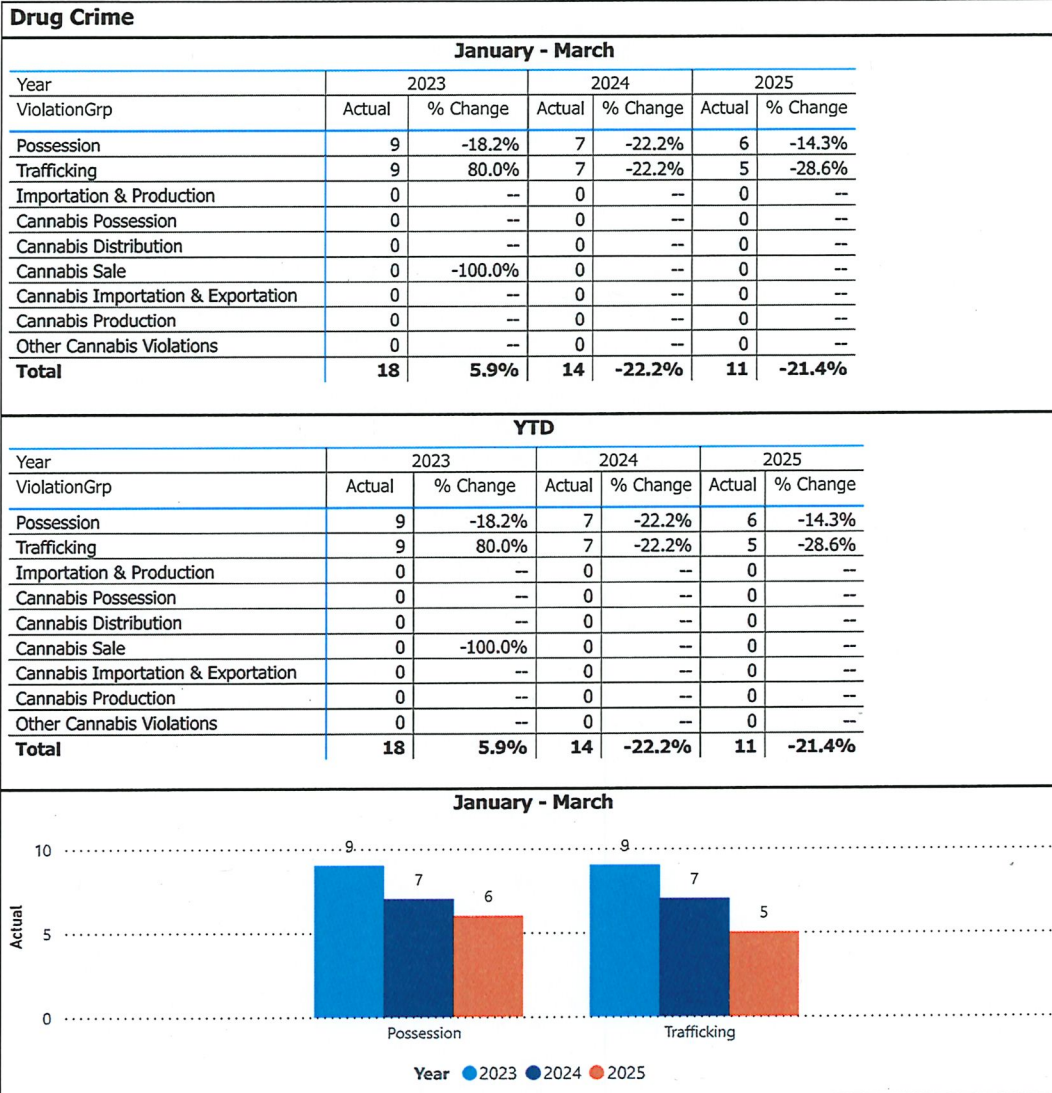 Drug Crime
January - March
Year 2023 2024 2025
ViolationGrp Actual % Change Actual % Change Actual % Change
Possession 9 -18.2% 7 -22.2% 6 -14.3%
Trafficking 9 80.0% 7 -22.2% 5 -28.6%
Importation & Production 0 -- 0 -- 0 --
Cannabis Possession 0 -- 0 -- 0 --
Cannabis Distribution 0 -- 0 -- 0 --
Cannabis Sale 0 -100.0% 0 -- 0 --
Cannabis Importation & Exportation 0 -- 0 -- 0 --
Cannabis Production 0 -- 0 -- 0 --
Other Cannabis Violations 0 -- 0 -- 0 --
Total 18 5.9% 14 -22.2% 11 -21.4%
YTD
Year 2023 2024 2025
ViolationGrp Actual % Change Actual % Change Actual % Change
Possession 9 -18.2% 7 -22.2% 6 -14.3%
Trafficking 9 80.0% 7 -22.2% 5 -28.6%
Importation & Production 0 -- 0 -- 0 --
Cannabis Possession 0 -- 0 -- 0 --
Cannabis Distribution 0 -- 0 -- 0 --
Cannabis Sale 0 -100.0% 0 -- 0 --
Cannabis Importation & Exportation 0 -- 0 -- 0 --
Cannabis Production 0 -- 0 -- 0 --
Other Cannabis Violations 0 -- 0 -- 0 --
Total 18 5.9% 14 -22.2% 11 -21.4%
January - March
Actual
10
5
0
9 7 6 9 7 5
Possession Trafficking
Year 2023 2024 2025